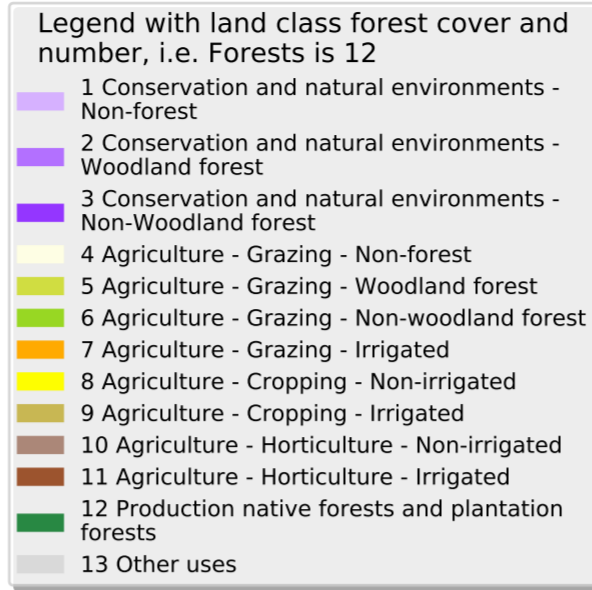 Legend with land class forest cover and
number, i.e. Forests is 12
1 Conservation and natural environments -
Non-forest
2 Conservation and natural environments -
Woodland forest
3 Conservation and natural environments -
Non-Woodland forest
4 Agriculture - Grazing - Non-forest
5 Agriculture - Grazing - Woodland forest
6 Agriculture - Grazing - Non-woodland forest
7 Agriculture - Grazing - Irrigated
8 Agriculture - Cropping - Non-irrigated
9 Agriculture - Cropping - Irrigated
10 Agriculture - Horticulture - Non-irrigated
11 Agriculture - Horticulture - Irrigated
12 Production native forests and plantation
forests
13 Other uses